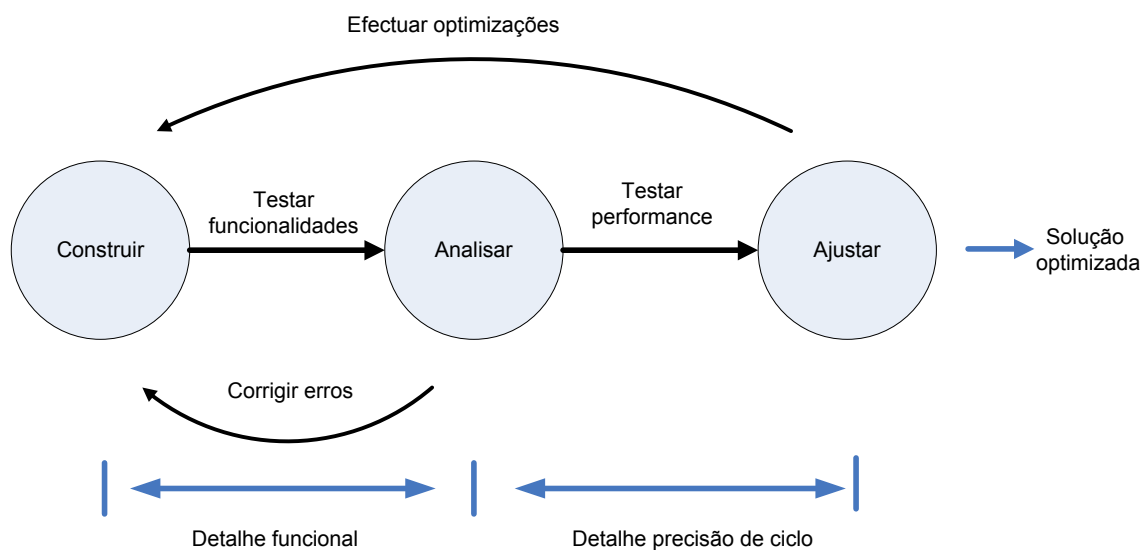 Efectuar optimizações
Testar
funcionalidades
Testar
performance
Construir
Analisar
Ajustar
Solução
optimizada
Corrigir erros
Detalhe funcional
Detalhe precisão de ciclo